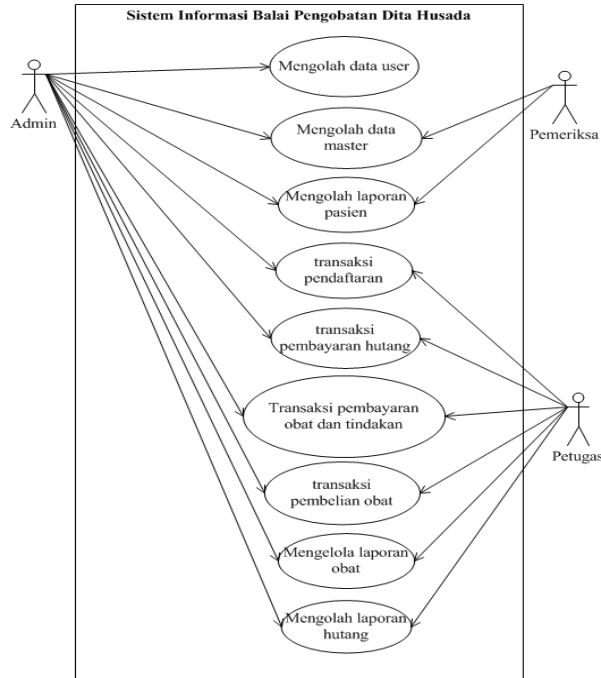 Sistem Informasi Balai Pengobatan Dita Husada
Mengolah data user
Admin
Pemeriksa
Mengolah data
master
Mengolah laporan
pasien
transaksi
pendaftaran
transaksi
pembayaran hutang
Transaksi pembayaran
obat dan tindakan
Petugas
transaksi
pembelian obat
Mengelola laporan
obat
Mengolah laporan
hutang